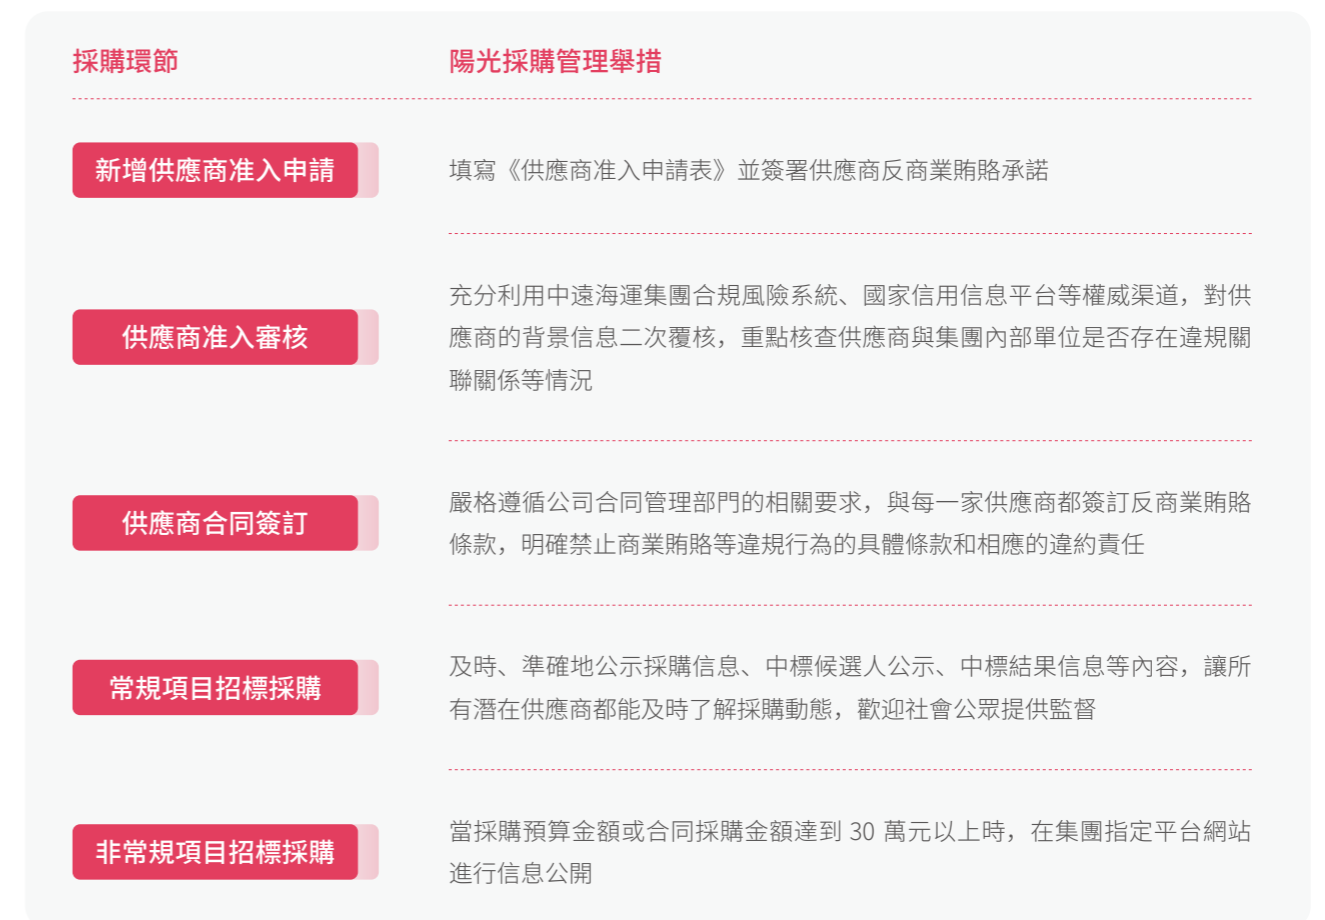 採購環節
陽光採購管理舉措
新增供應商准入申請
填寫《供應商准入申請表》並簽署供應商反商業賄賂承諾
供應商准入審核
充分利用中遠海運集團合規風險系統、國家信用信息平台等權威渠道，對供
應商的背景信息二次覆核，重點核查供應商與集團內部單位是否存在違規關
聯關係等情況
供應商合同簽訂
嚴格遵循公司合同管理部門的相關要求，與每一家供應商都簽訂反商業賄賂
條款，明確禁止商業賄賂等違規行為的具體條款和相應的違約責任
常規項目招標採購
及時、準確地公示採購信息、中標候選人公示、中標結果信息等內容，讓所
有潛在供應商都能及時了解採購動態，歡迎社會公眾提供監督
非常規項目招標採購
當採購預算金額或合同採購金額達到 30 萬元以上時，在集團指定平台網站
進行信息公開